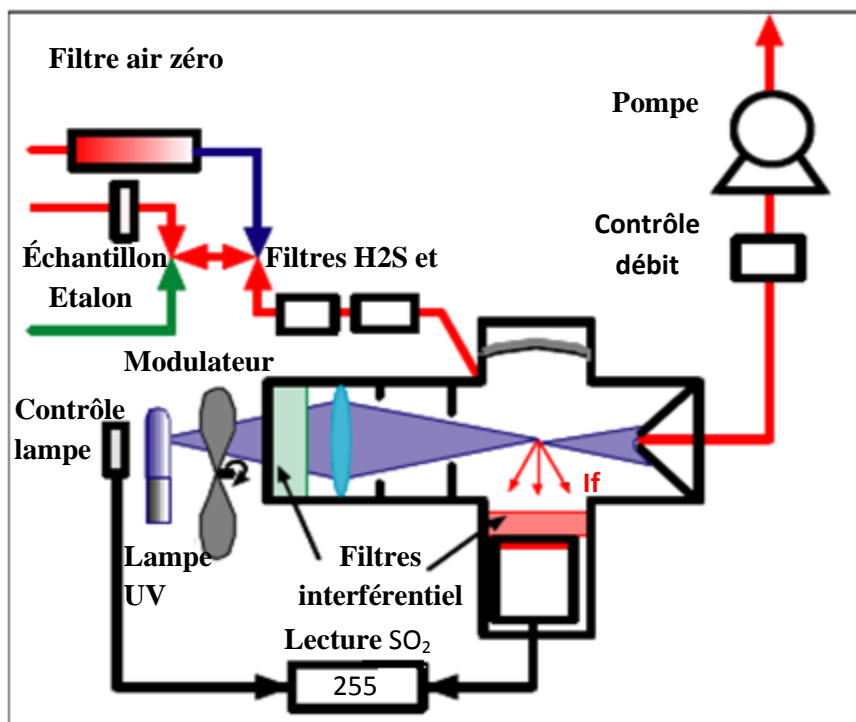 Filtre air zéro
Pompe
Contrôle
débit
Échantillon
Filtres H2S et
Etalon
Modulateur
Contrôle
lampe
If
Lampe
UV
Filtres
interférentiel
Lecture SO₂
255